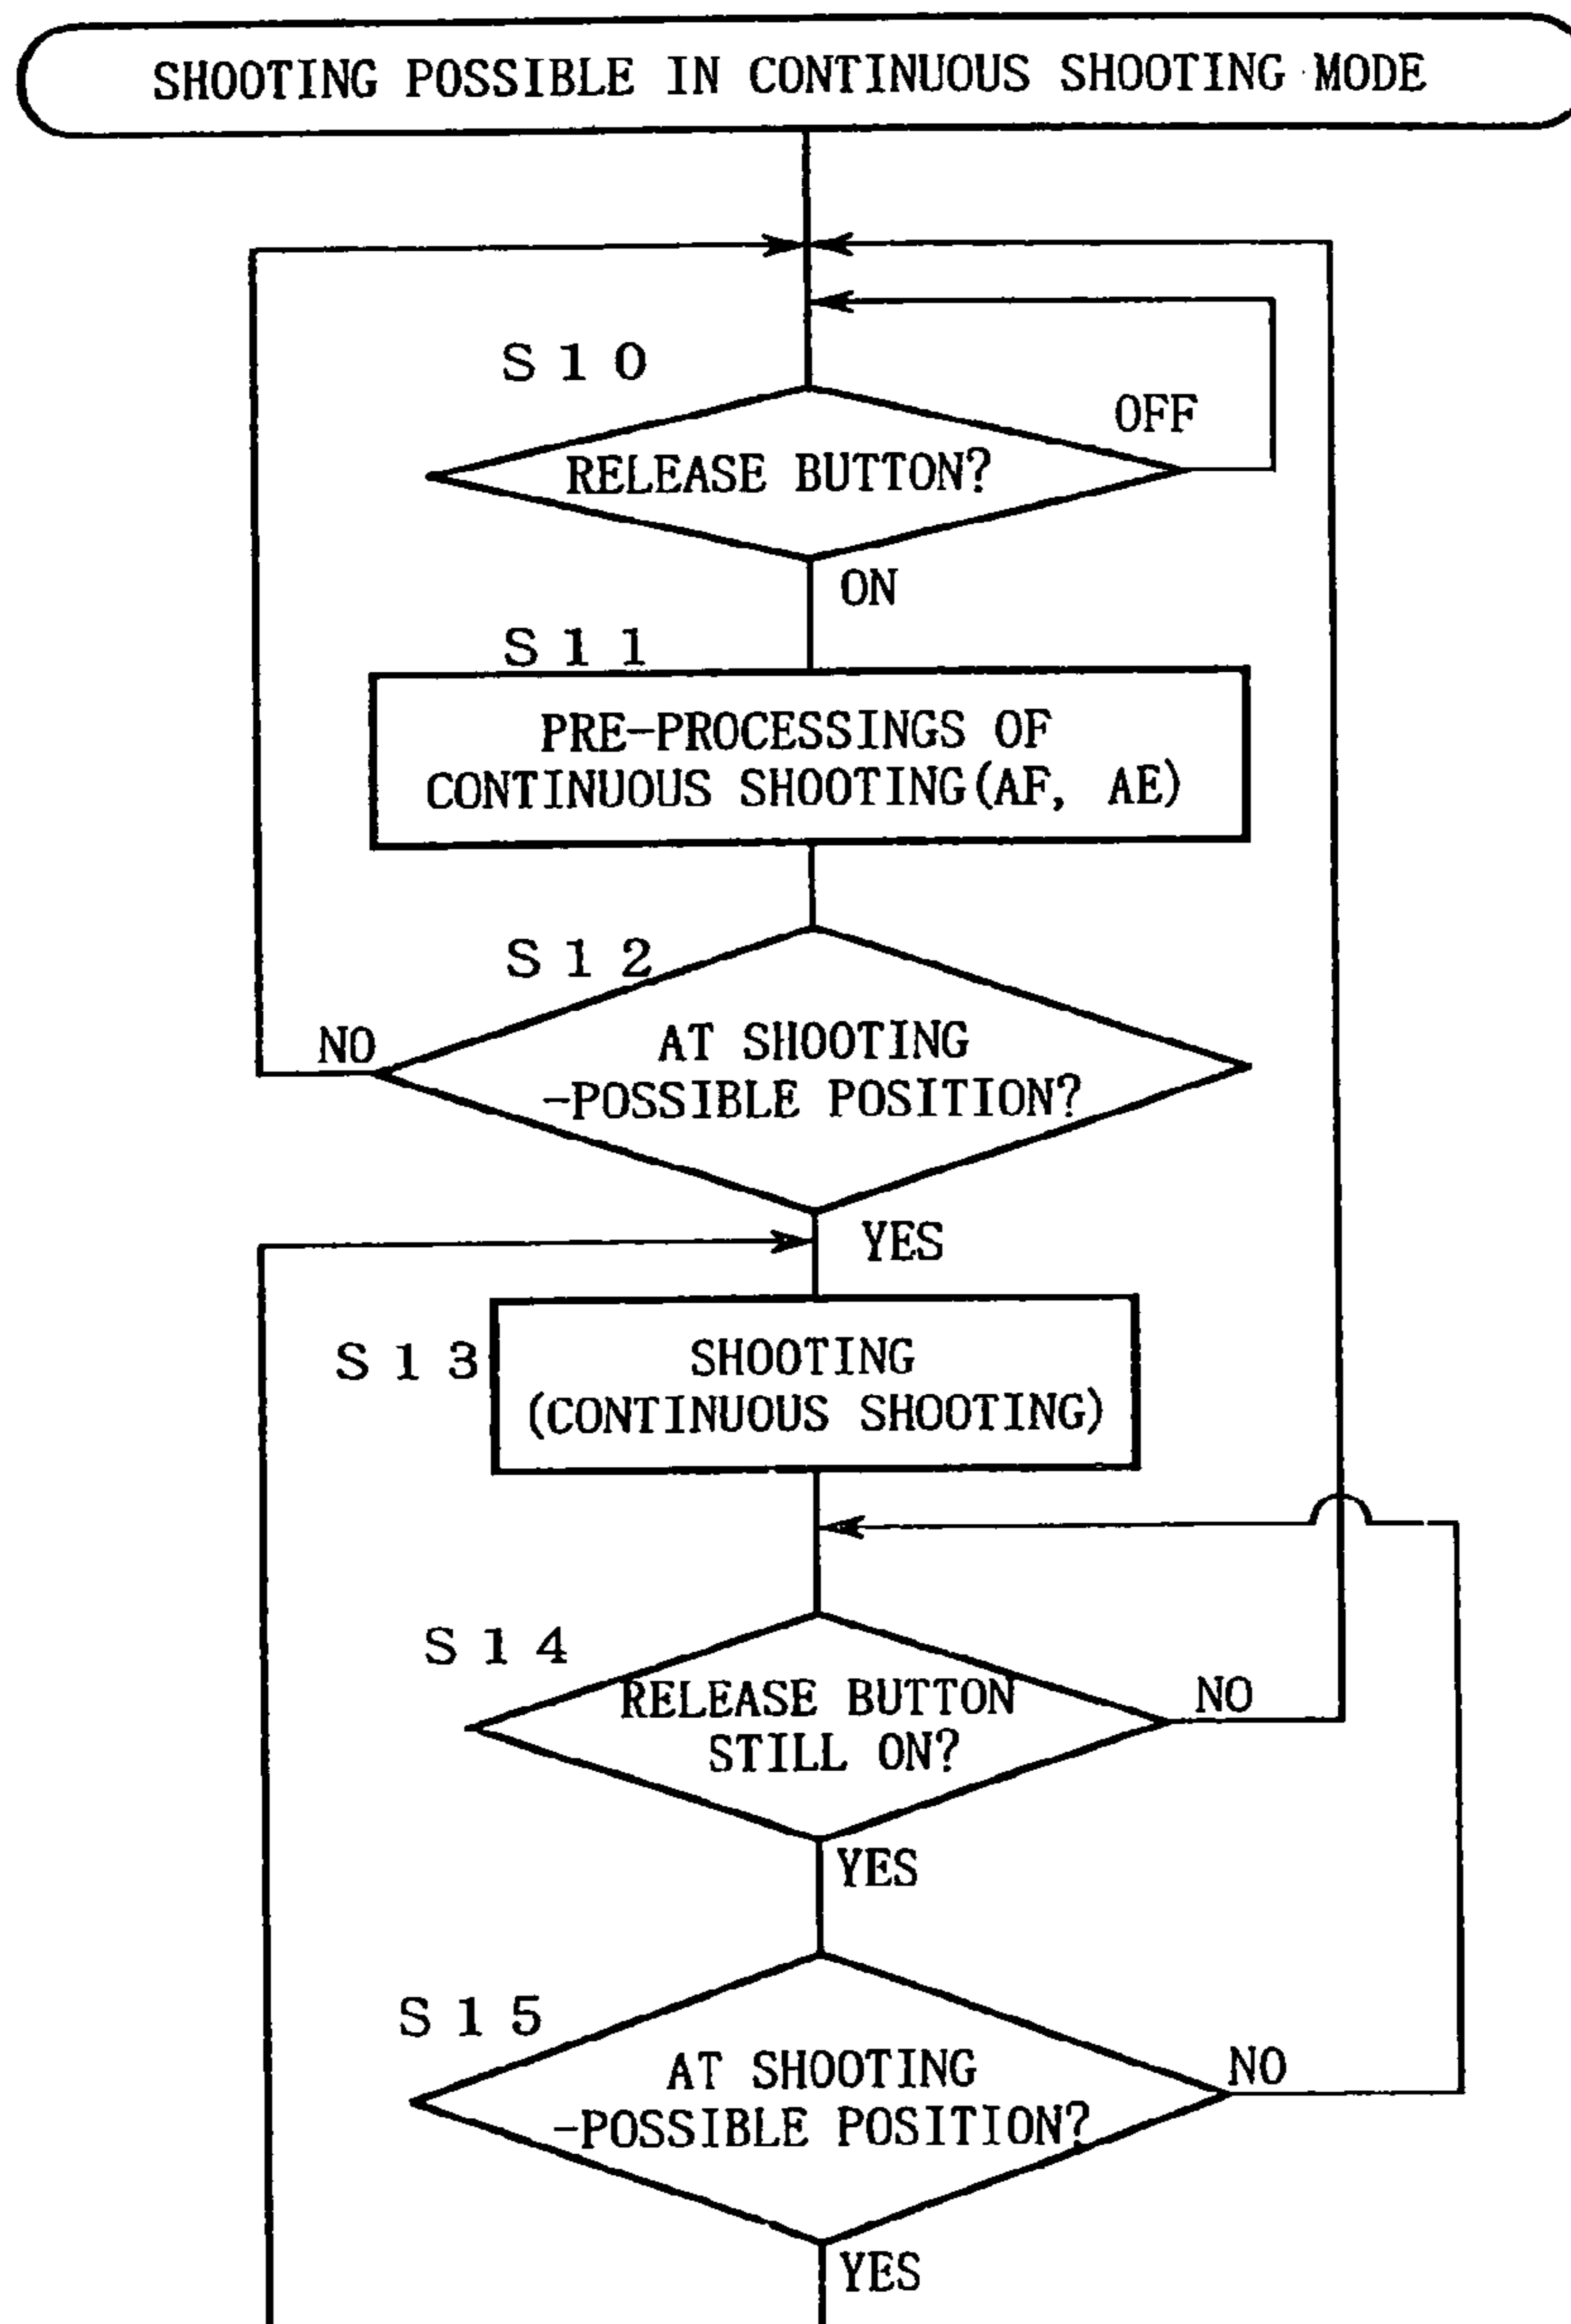 SHOOTING POSSIBLE IN CONTINUOUS SHOOTING MODE
S10
OFF
RELEASE BUTTON?
ON
S11
PRE-PROCESSINGS OF
CONTINUOUS SHOOTING(AF, AE)
S12
NO
AT SHOOTING
-POSSIBLE POSITION?
YES
S13
SHOOTING
(CONTINUOUS SHOOTING)
S14
RELEASE BUTTON
STILL ON?
NO
YES
S15
AT SHOOTING
-POSSIBLE POSITION?
NO
YES